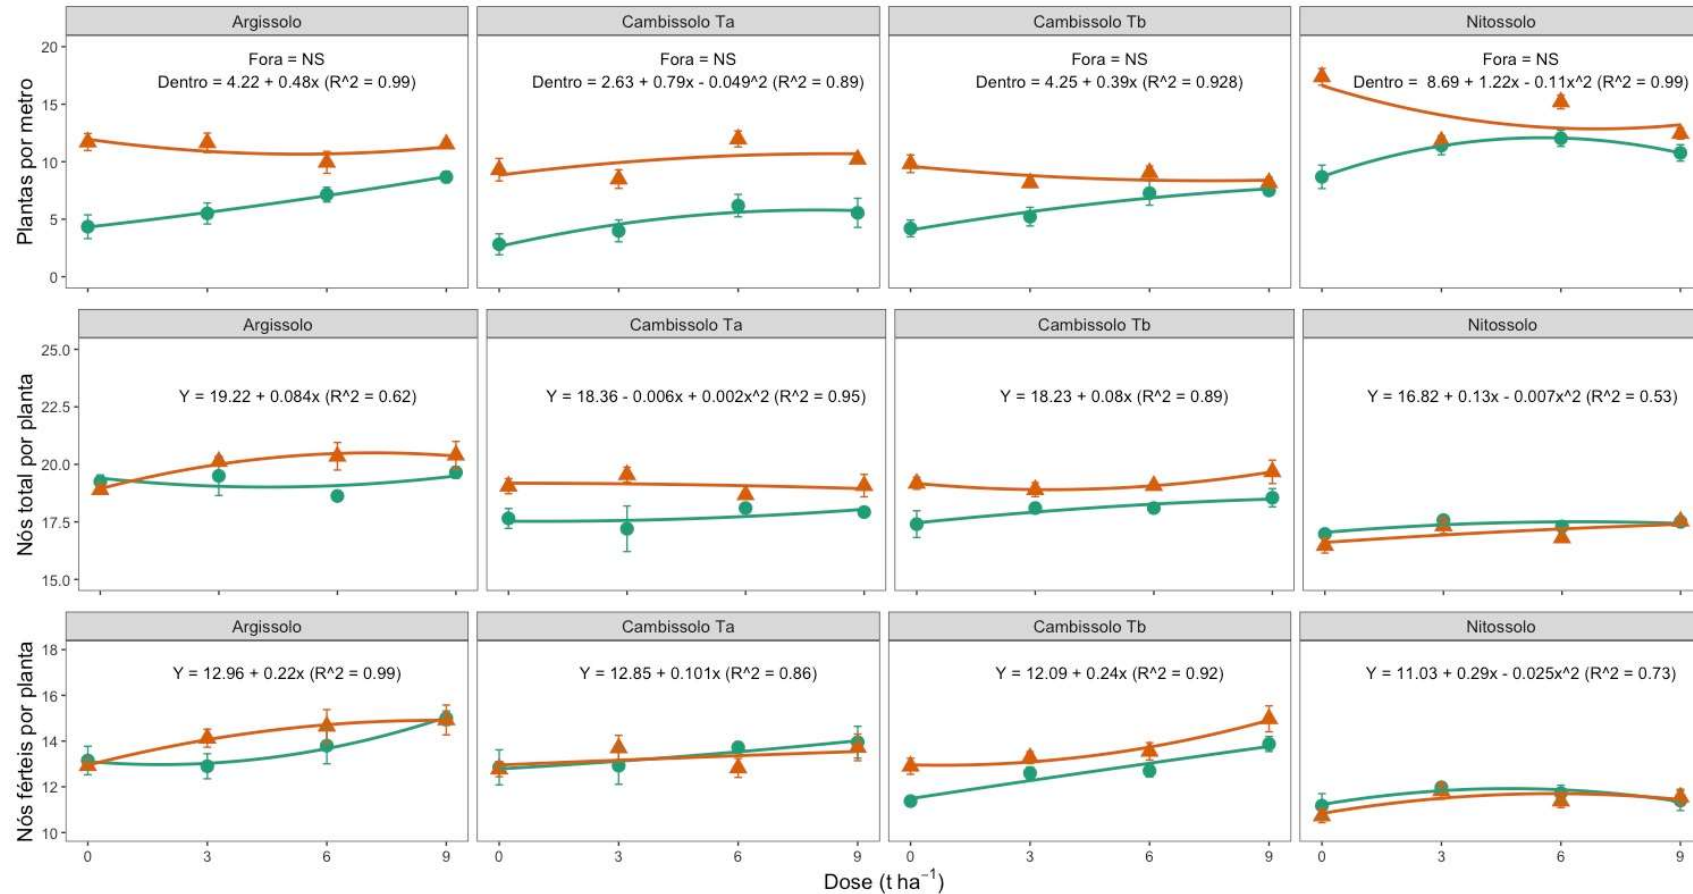 Argissolo Cambissolo Ta Cambissolo Tb Nitossolo
Plantas por metro
20
15
10
5
0
Fora = NS
Dentro = 4.22 + 0.48x (R^2 = 0.99)
Fora = NS
Dentro = 2.63 + 0.79x - 0.049^2 (R^2 = 0.89)
Fora = NS
Dentro = 4.25 + 0.39x (R^2 = 0.928)
Fora = NS
Dentro = 8.69 + 1.22x - 0.11x^2 (R^2 = 0.99)
Argissolo Cambissolo Ta Cambissolo Tb Nitossolo
Nós total por planta
25.0
22.5
20.0
17.5
15.0
Y = 19.22 + 0.084x (R^2 = 0.62)
Y = 18.36 - 0.006x + 0.002x^2 (R^2 = 0.95)
Y = 18.23 + 0.08x (R^2 = 0.89)
Y = 16.82 + 0.13x - 0.007x^2 (R^2 = 0.53)
Argissolo Cambissolo Ta Cambissolo Tb Nitossolo
Nós férteis por planta
18
16
14
12
10
Y = 12.96 + 0.22x (R^2 = 0.99)
Y = 12.85 + 0.101x (R^2 = 0.86)
Y = 12.09 + 0.24x (R^2 = 0.92)
Y = 11.03 + 0.29x - 0.025x^2 (R^2 = 0.73)
0 3 6 9 0 3 6 9 0 3 6 9 0 3 6 9
Dose (t ha⁻¹)